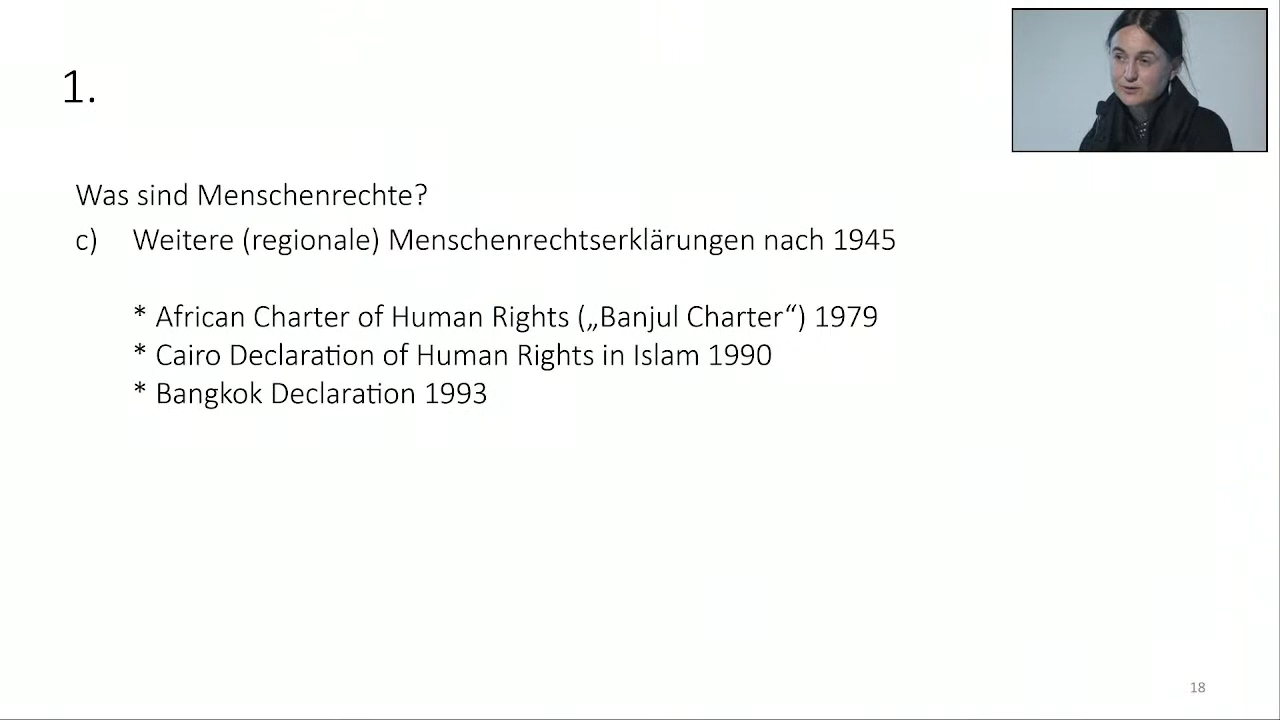 1.
Was sind Menschenrechte?
c) Weitere (regionale) Menschenrechtserklärungen nach 1945
* African Charter of Human Rights („Banjul Charter“) 1979
* Cairo Declaration of Human Rights in Islam 1990
* Bangkok Declaration 1993
18